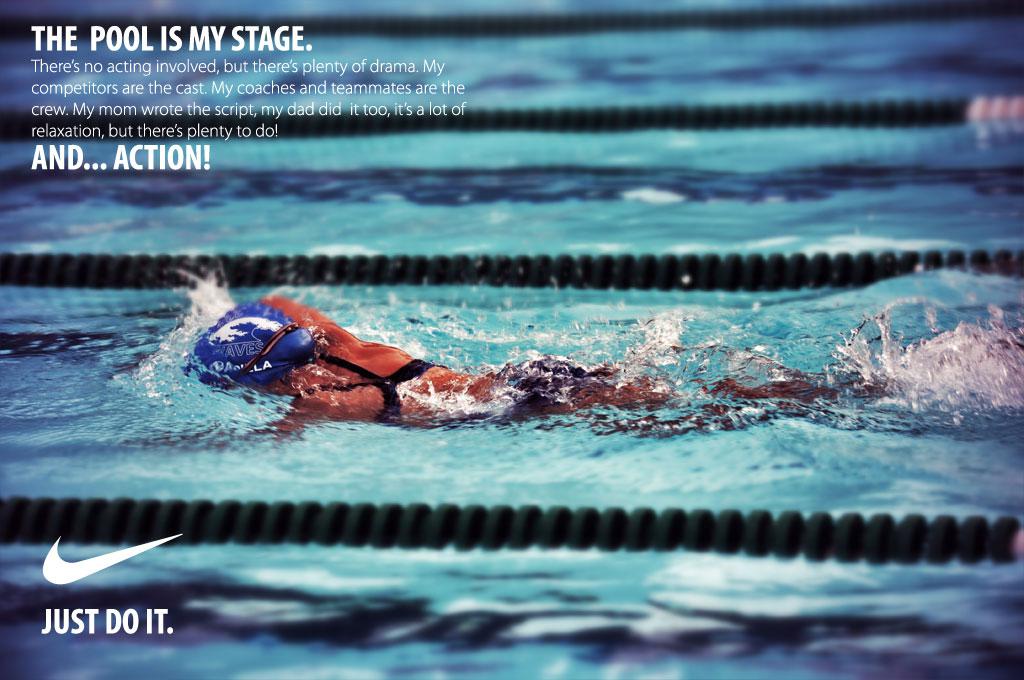 THE  POOL IS MY STAGE.
There's no acting involved, but there's plenty of drama. My
competitors are the cast. My coaches and teammates are the
crew. My mom wrote the script, my dad did  it too, it's a lot of
relaxation, but there's plenty to do!
AND... ACTION!
WAVES
JUST DO IT.